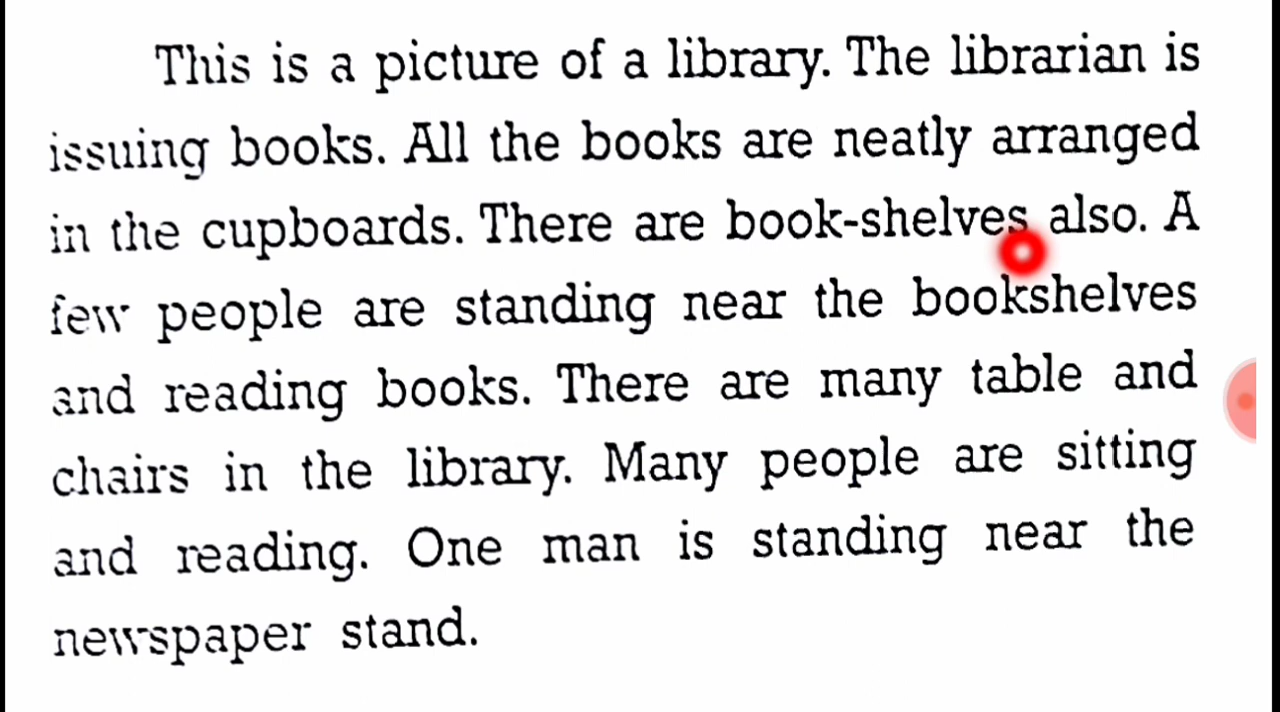 This is a picture of a library. The librarian is
issuing books. All the books are neatly arranged
in the cupboards. There are book-shelves also. A
few people are standing near the bookshelves
and reading books. There are many table and
chairs in the library. Many people are sitting
and reading. One man is standing near the
newspaper stand.